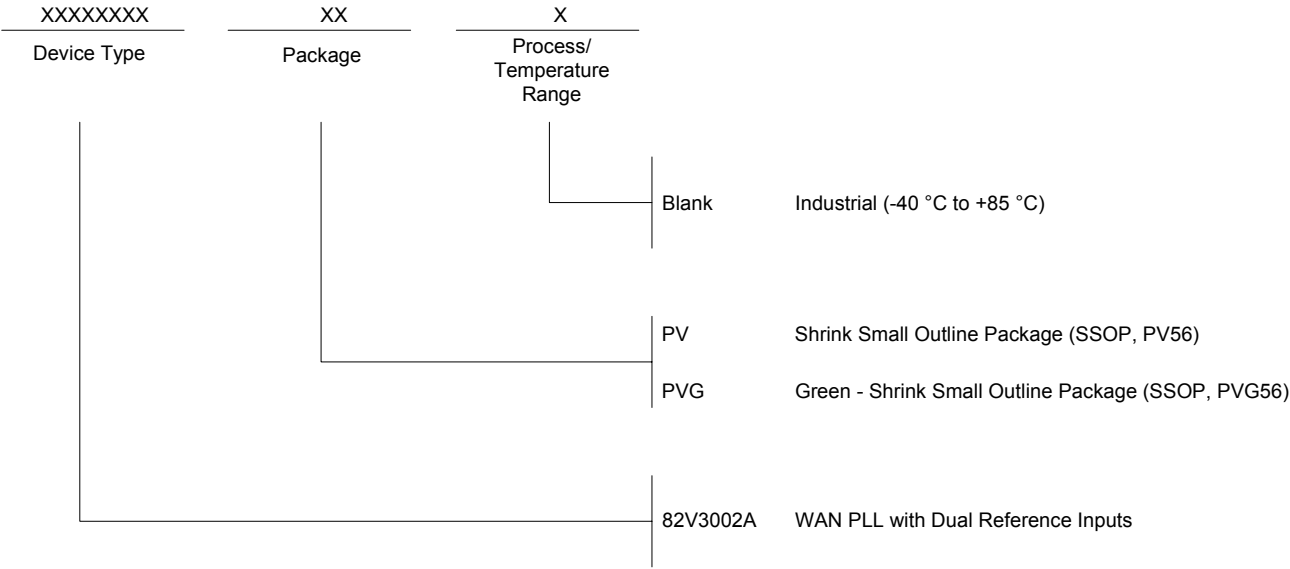 XXXXXXXX XX X
Device Type Package Process/
Temperature
Range
Blank Industrial (-40 °C to +85 °C)
PV Shrink Small Outline Package (SSOP, PV56)
PVG Green - Shrink Small Outline Package (SSOP, PVG56)
82V3002A WAN PLL with Dual Reference Inputs